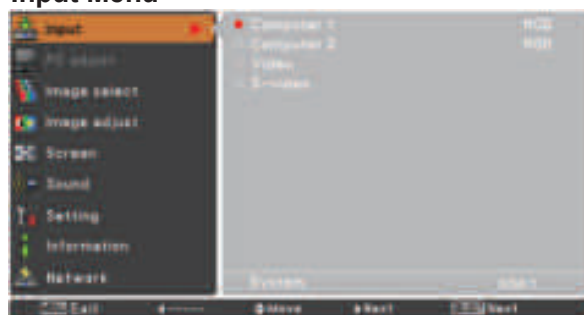 Input Menu
Input
PC adjust
Image select
Image adjust
Screen
Sound
Setting
Information
Network
Computer 1 RGB
Computer 2 RGB
Video
S-video
System
Exit Move Next Next